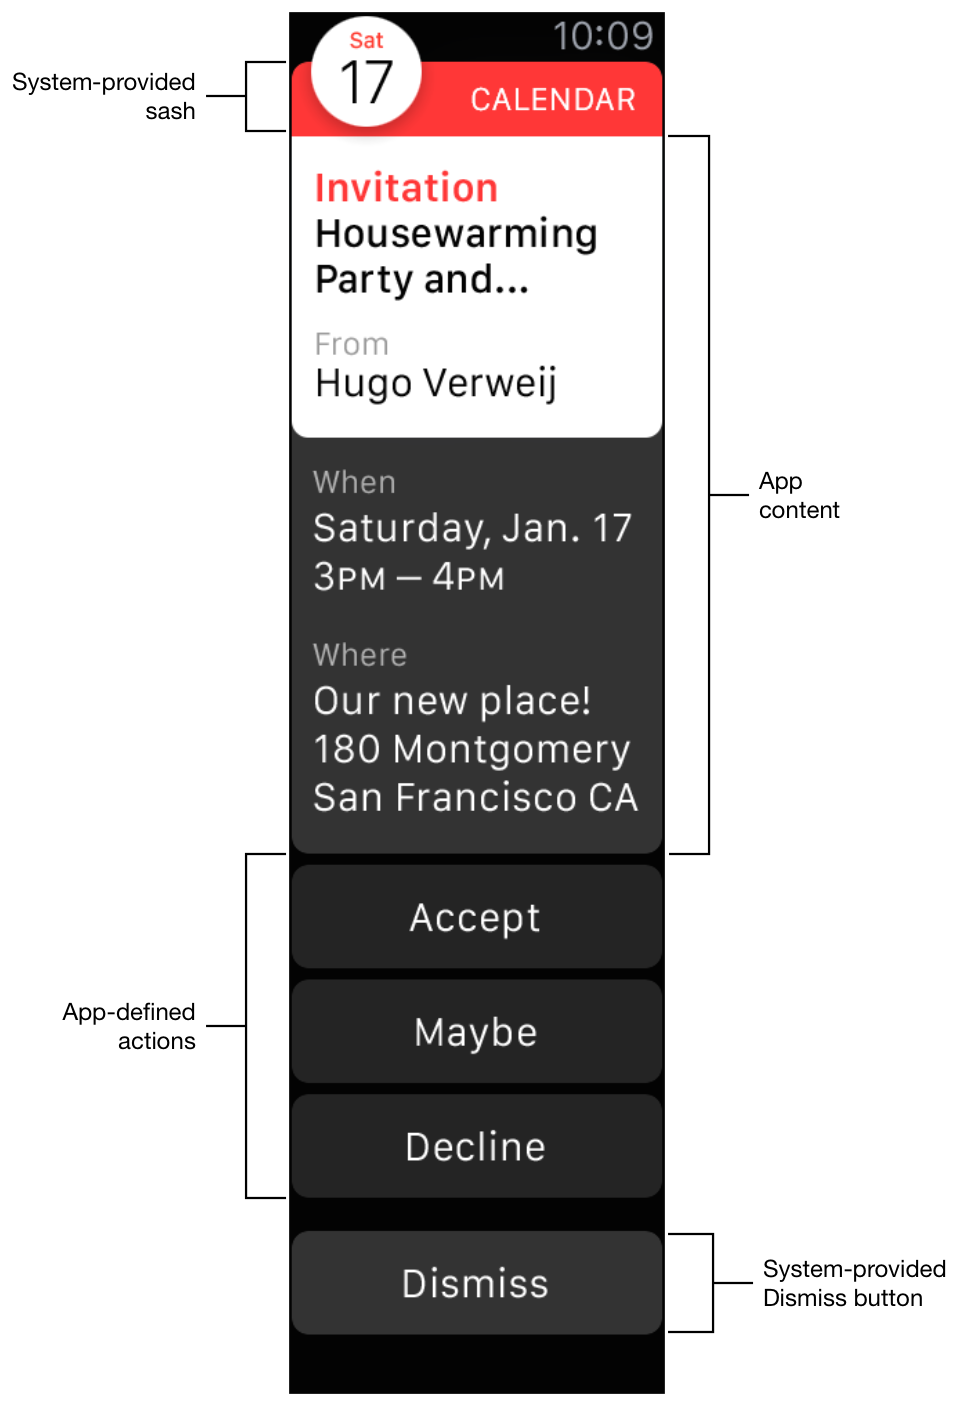 10:09
Sat
17
CALENDAR
System-provided
sash
Invitation
Housewarming
Party and...
From
Hugo Verweij
When
Saturday, Jan. 17
3PM – 4PM
App
content
Where
Our new place!
180 Montgomery
San Francisco CA
Accept
App-defined
actions
Maybe
Decline
Dismiss
System-provided
Dismiss button